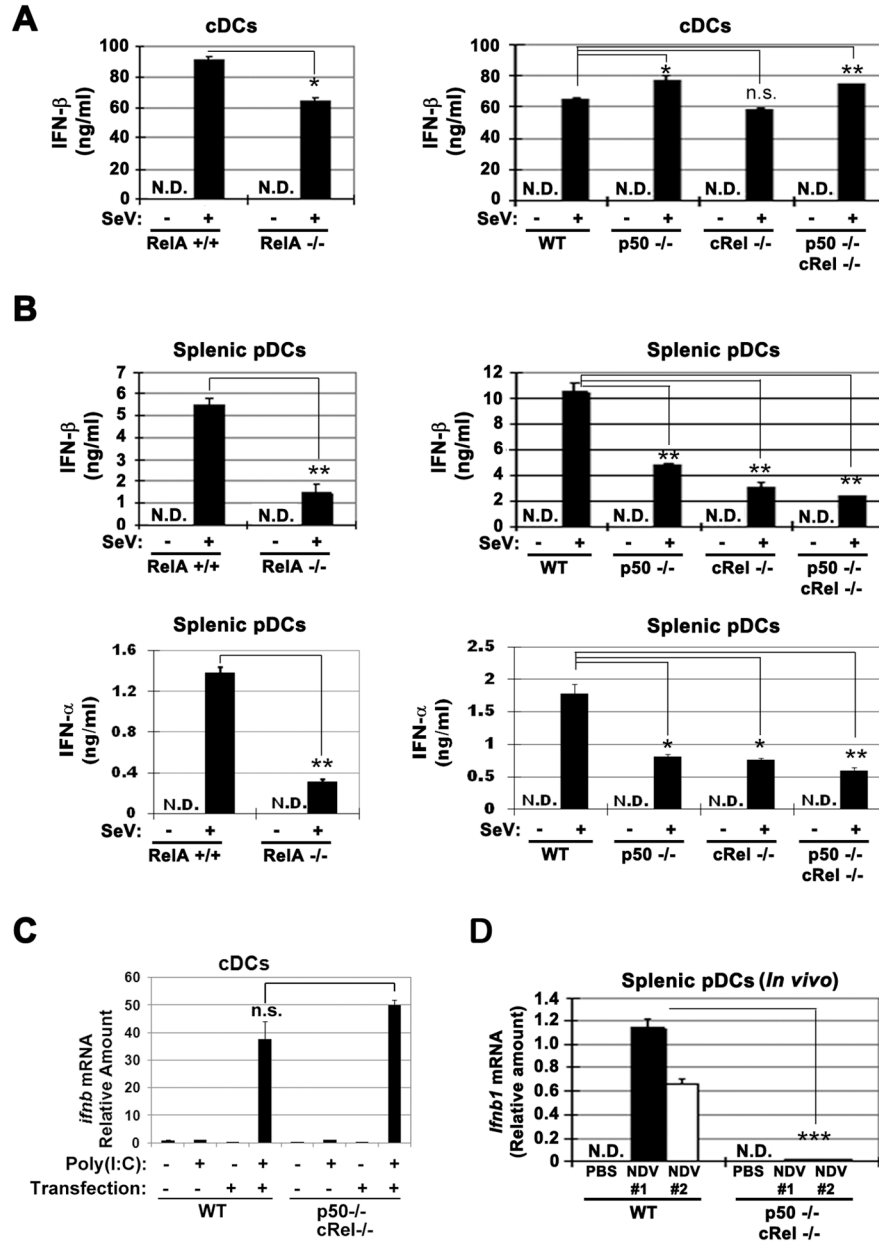 A
cDCs
IFN-β
(ng/ml)
100
80
60
40
20
0
*
N.D.
N.D.
SeV: - + - +
RelA +/+ RelA -/-
cDCs
IFN-β
(ng/ml)
100
80
60
40
20
0
* n.s. **
N.D. N.D. N.D. N.D.
SeV: - + - + - + - +
WT p50 -/- cRel -/- p50 -/-
cRel -/-
B
Splenic pDCs
IFN-β
(ng/ml)
7
6
5
4
3
2
1
0
**
N.D. N.D.
SeV: - + - +
RelA +/+ RelA -/-
Splenic pDCs
IFN-β
(ng/ml)
12
10
8
6
4
2
0
** ** **
N.D. N.D. N.D. N.D.
SeV: - + - + - + - +
WT p50 -/- cRel -/- p50 -/-
cRel -/-
Splenic pDCs
IFN-α
(ng/ml)
1.6
1.2
0.8
0.4
0
**
N.D. N.D.
SeV: - + - +
RelA +/+ RelA -/-
Splenic pDCs
IFN-α
(ng/ml)
2.5
2
1.5
1
0.5
0
* * **
N.D. N.D. N.D. N.D.
SeV: - + - + - + - +
WT p50 -/- cRel -/- p50 -/-
cRel -/-
C
cDCs
ifnb mRNA
Relative Amount
60
50
40
30
20
10
0
n.s.
Poly(I:C): - + - + - + - +
Transfection: - - + + - - + +
WT p50-/-
cRel-/-
D
Splenic pDCs (In vivo)
Ifnb1 mRNA
(Relative amount)
1.4
1.2
1.0
0.8
0.6
0.4
0.2
0
***
N.D. N.D.
PBS NDV NDV PBS NDV NDV
#1 #2 #1 #2
WT p50 -/-
cRel -/-